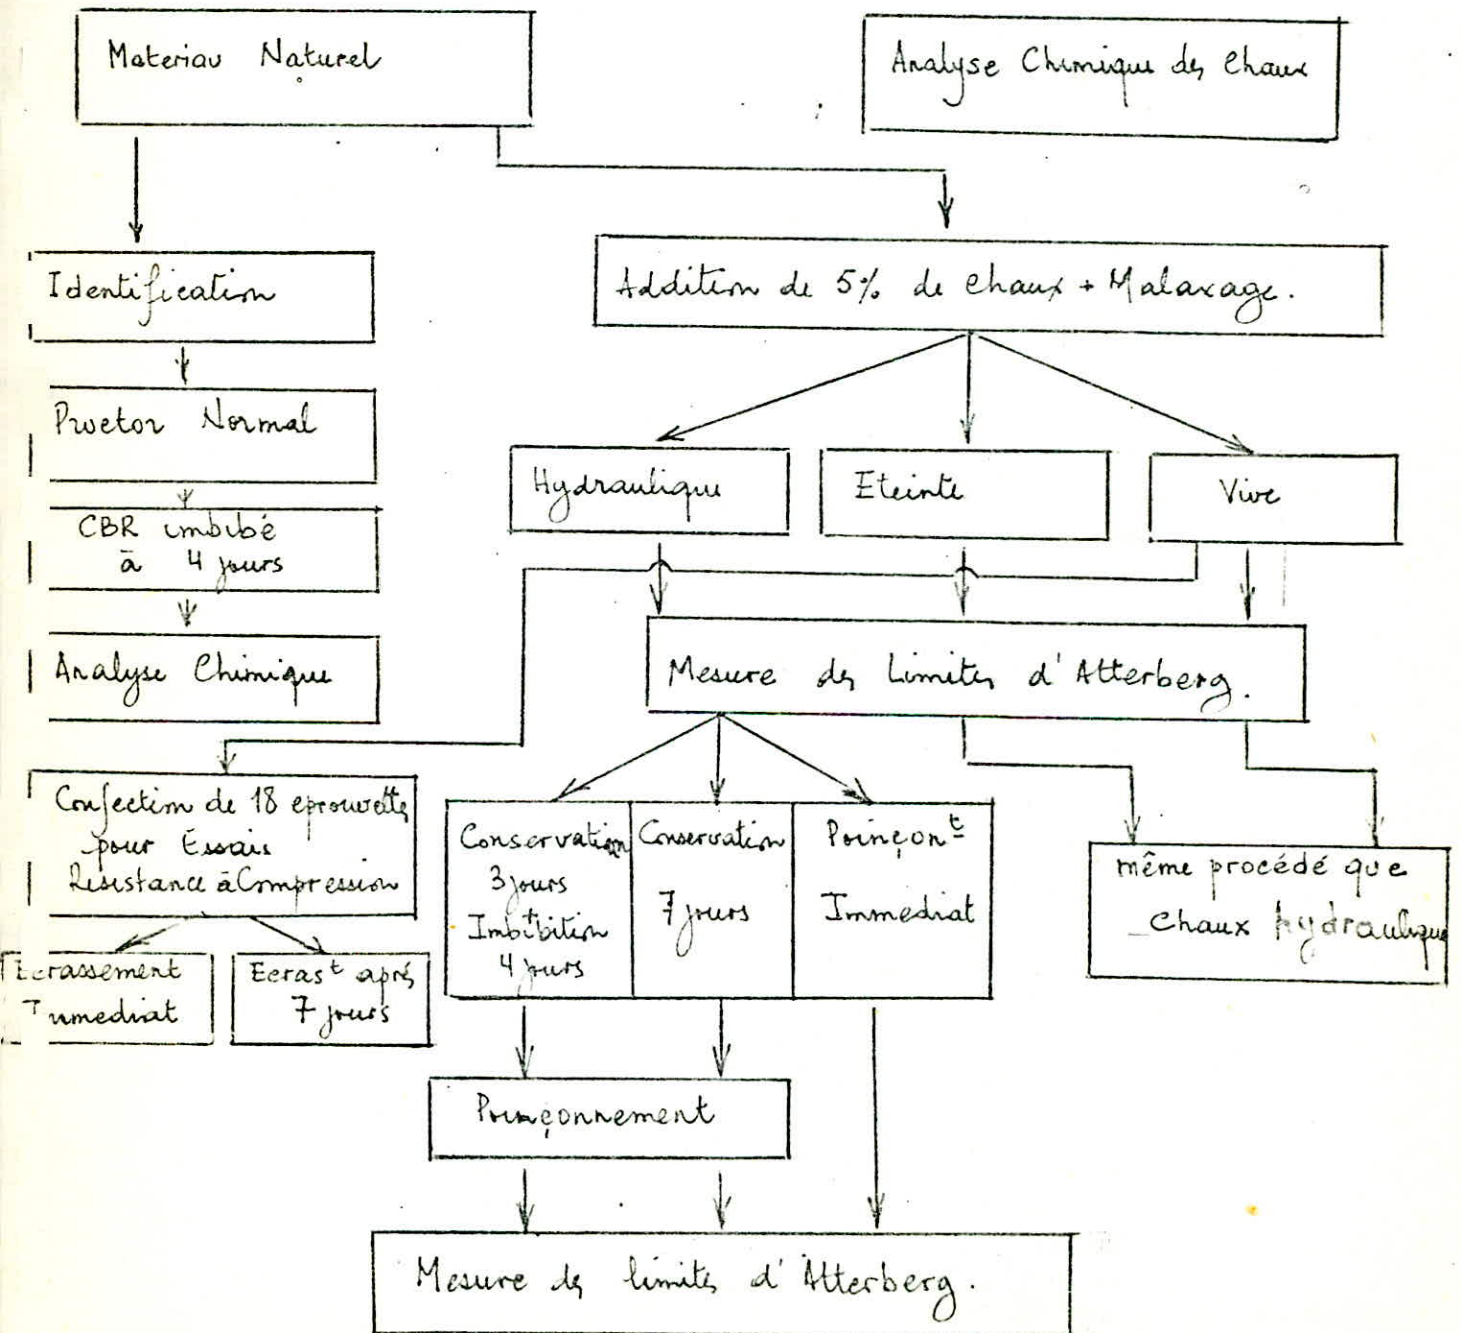 Materiau Naturel
Analyse Chimique des Chaux
Identification
Addition de 5% de chaux + Malaxage.
Proctor Normal
Hydraulique
Eteinte
Vive
CBR imbibé
à 4 jours
Analyse Chimique
Mesure des Limites d'Atterberg.
Confection de 18 eprouvettes
pour Essais
Résistance à Compression
Ecrassement
Immediat
Ecrast après
7 jours
Conservation
3 jours
+
Imbibition
4 jours
Conservation
7 jours
Poinçont
Immediat
même procédé que
chaux hydraulique
Poinçonnement
Mesure des limites d'Atterberg.